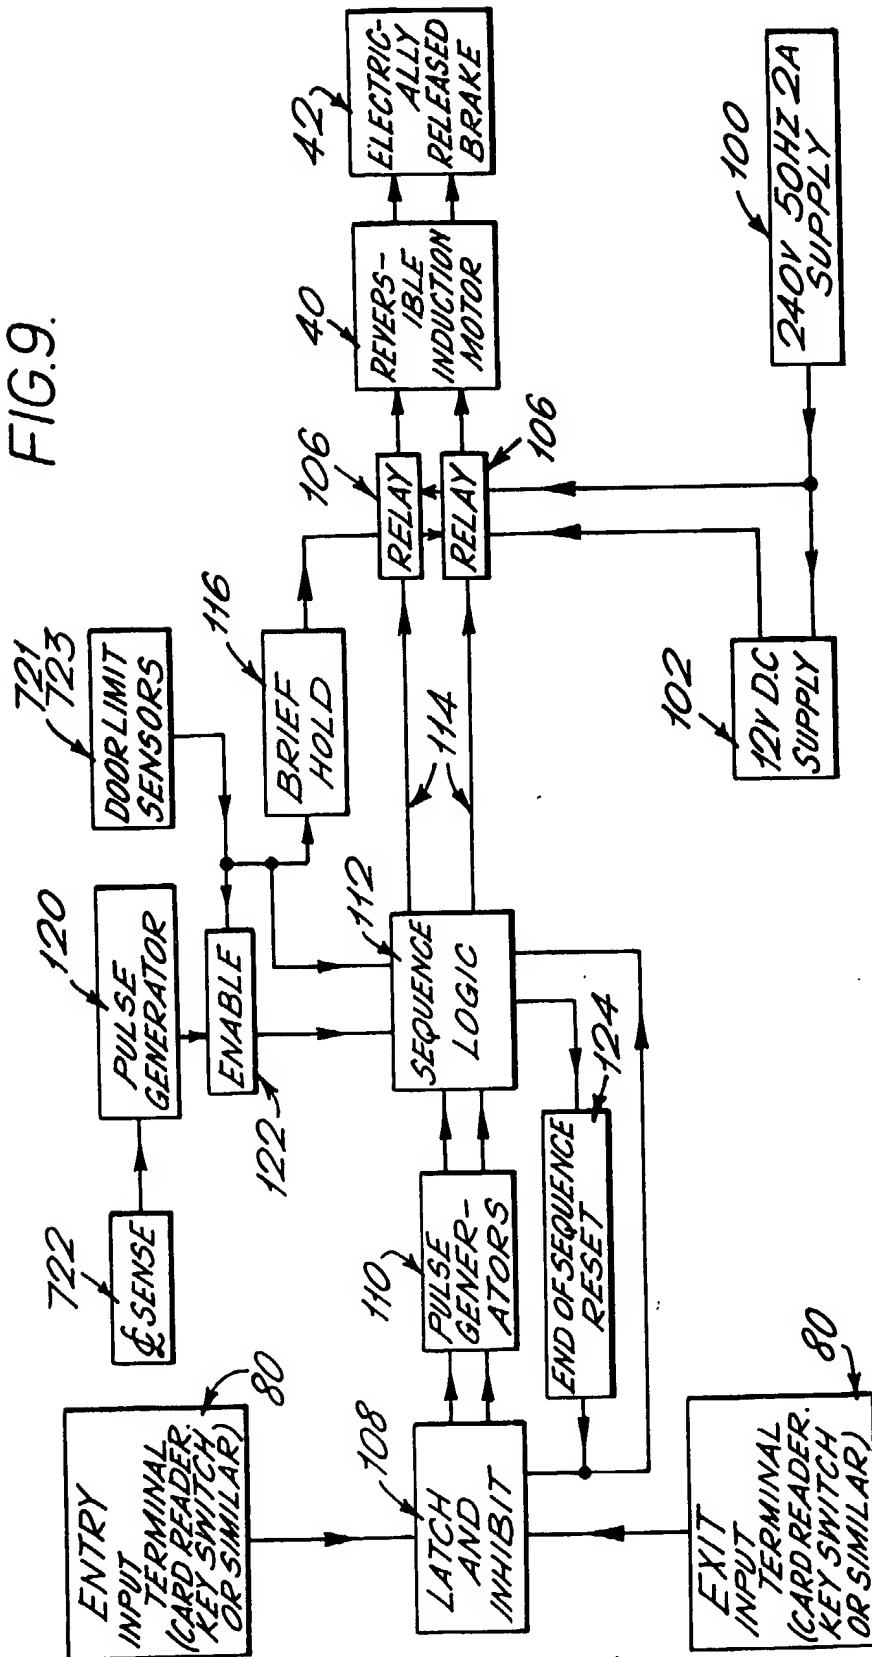 FIG.9.
ENTRY
INPUT
TERMINAL
(CARD READER.
KEY SWITCH
OR SIMILAR)
80
722
℄ SENSE
120
PULSE
GENERATOR
721
723
DOOR LIMIT
SENSORS
ENABLE
122
116
BRIEF
HOLD
108
LATCH
AND
INHIBIT
110
PULSE
GENER-
ATORS
112
SEQUENCE
LOGIC
114
106
RELAY
RELAY
106
40
REVERS-
IBLE
INDUCTION
MOTOR
42
ELECTRIC-
ALLY
RELEASED
BRAKE
END OF SEQUENCE
RESET
124
EXIT
INPUT
TERMINAL
(CARD READER.
KEY SWITCH
OR SIMILAR)
80
102
12V D.C
SUPPLY
100
240V 50HZ 2A
SUPPLY